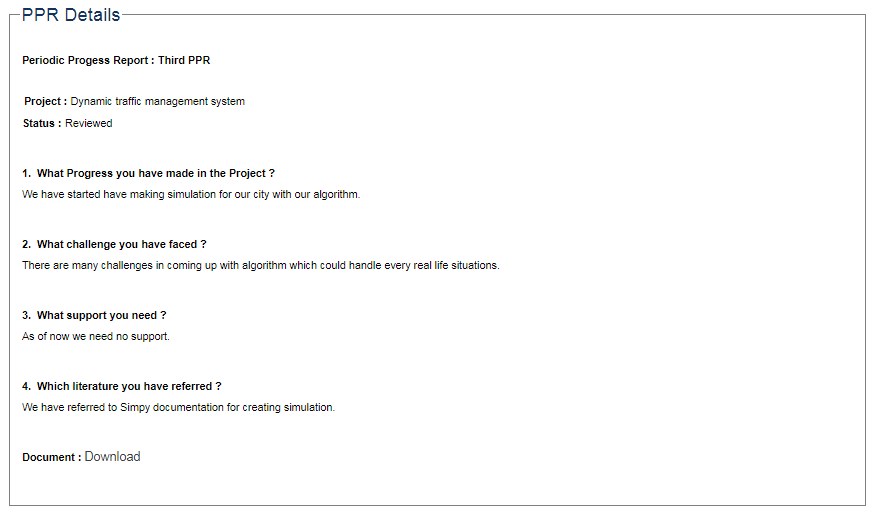 PPR Details
Periodic Progess Report : Third PPR
Project : Dynamic traffic management system
Status : Reviewed
1. What Progress you have made in the Project ?
We have started have making simulation for our city with our algorithm.
2. What challenge you have faced ?
There are many challenges in coming up with algorithm which could handle every real life situations.
3. What support you need ?
As of now we need no support.
4. Which literature you have referred ?
We have referred to Simpy documentation for creating simulation.
Document : Download